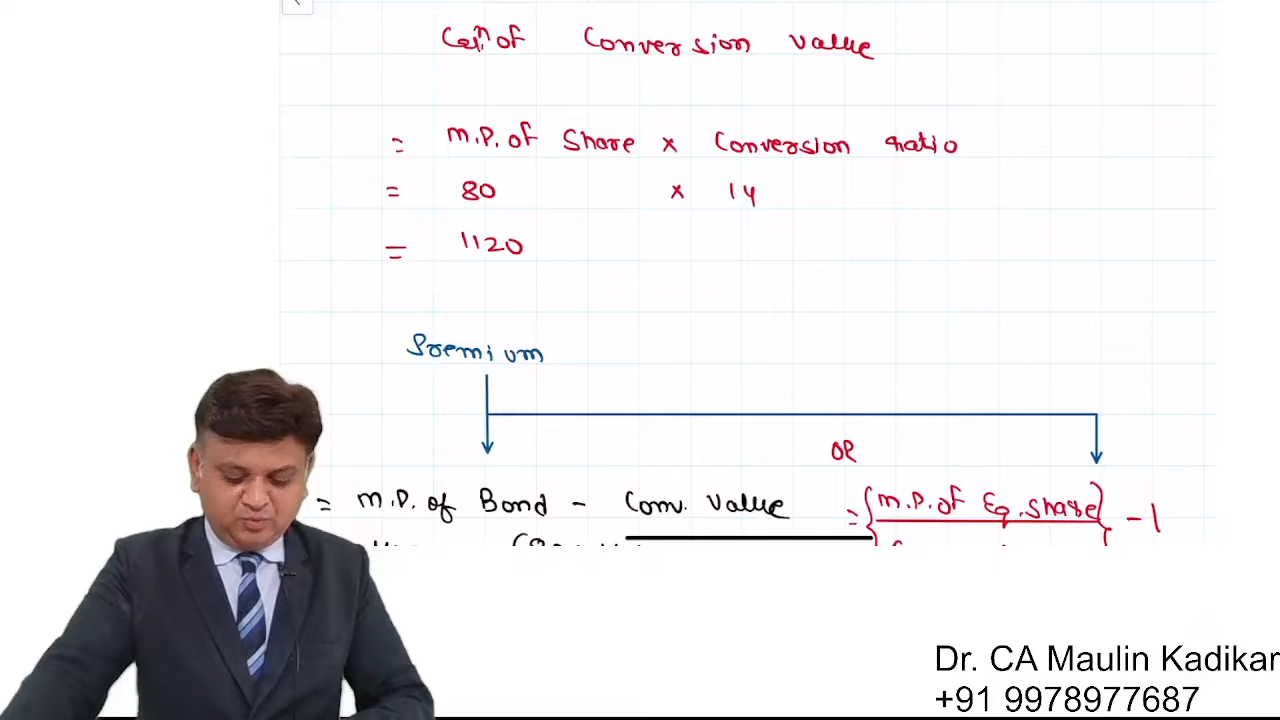 Caln of Conversion Value
= M.P. of Share × Conversion ratio
= 80 × 14
= 1120
Premium
OR
= M.P. of Bond - Conv. Value = { M.P. of Eq. Share } - 1
Dr. CA Maulin Kadikar
+91 9978977687